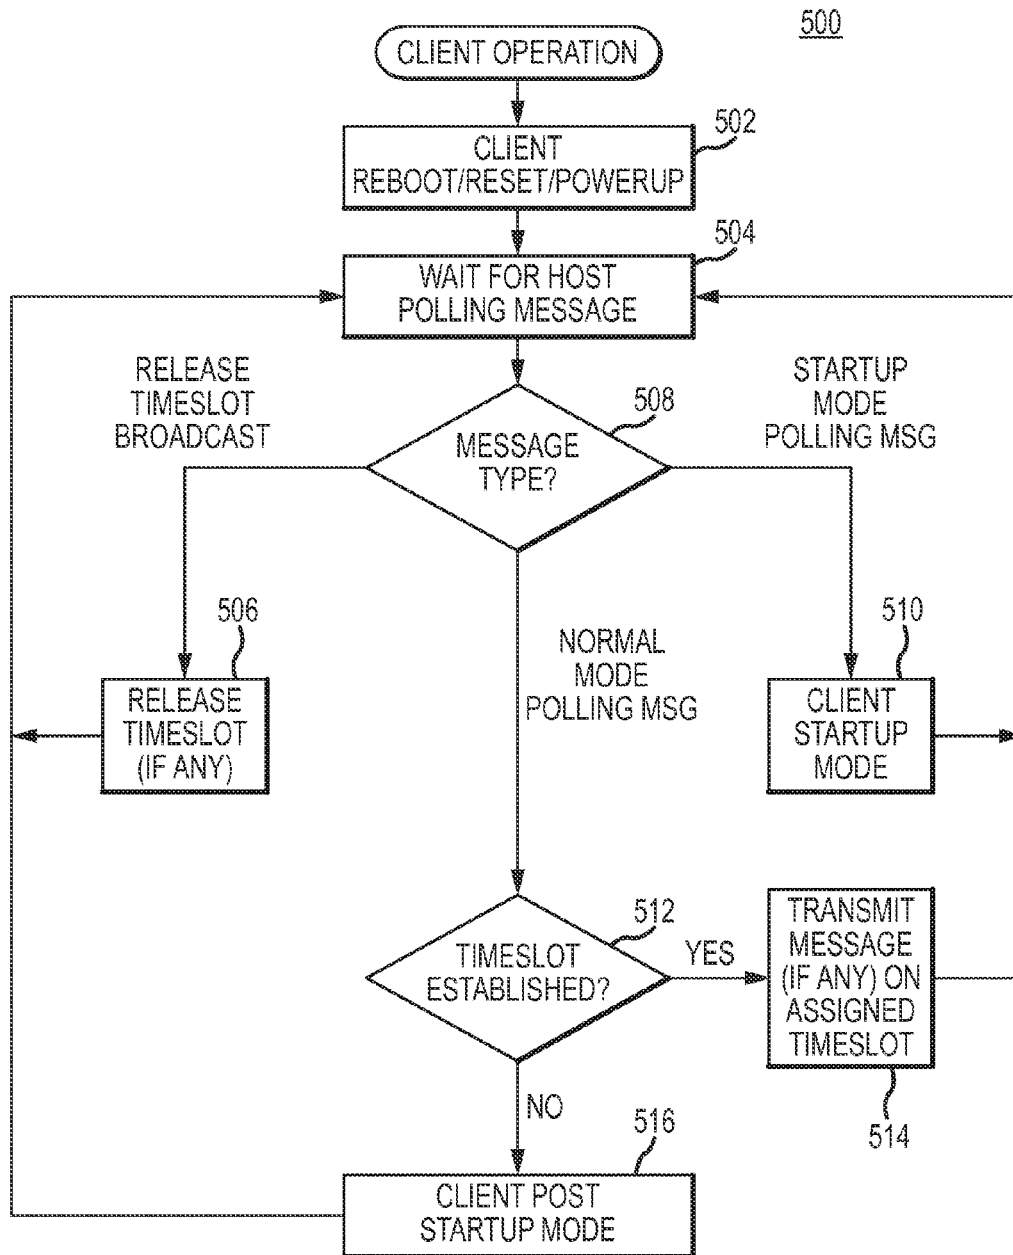 500
CLIENT OPERATION
502
CLIENT
REBOOT/RESET/POWERUP
504
WAIT FOR HOST
POLLING MESSAGE
RELEASE
TIMESLOT
BROADCAST
STARTUP
MODE
POLLING MSG
508
MESSAGE
TYPE?
506
RELEASE
TIMESLOT
(IF ANY)
NORMAL
MODE
POLLING MSG
510
CLIENT
STARTUP
MODE
512
TIMESLOT
ESTABLISHED?
YES
TRANSMIT
MESSAGE
(IF ANY) ON
ASSIGNED
TIMESLOT
514
NO
516
CLIENT POST
STARTUP MODE